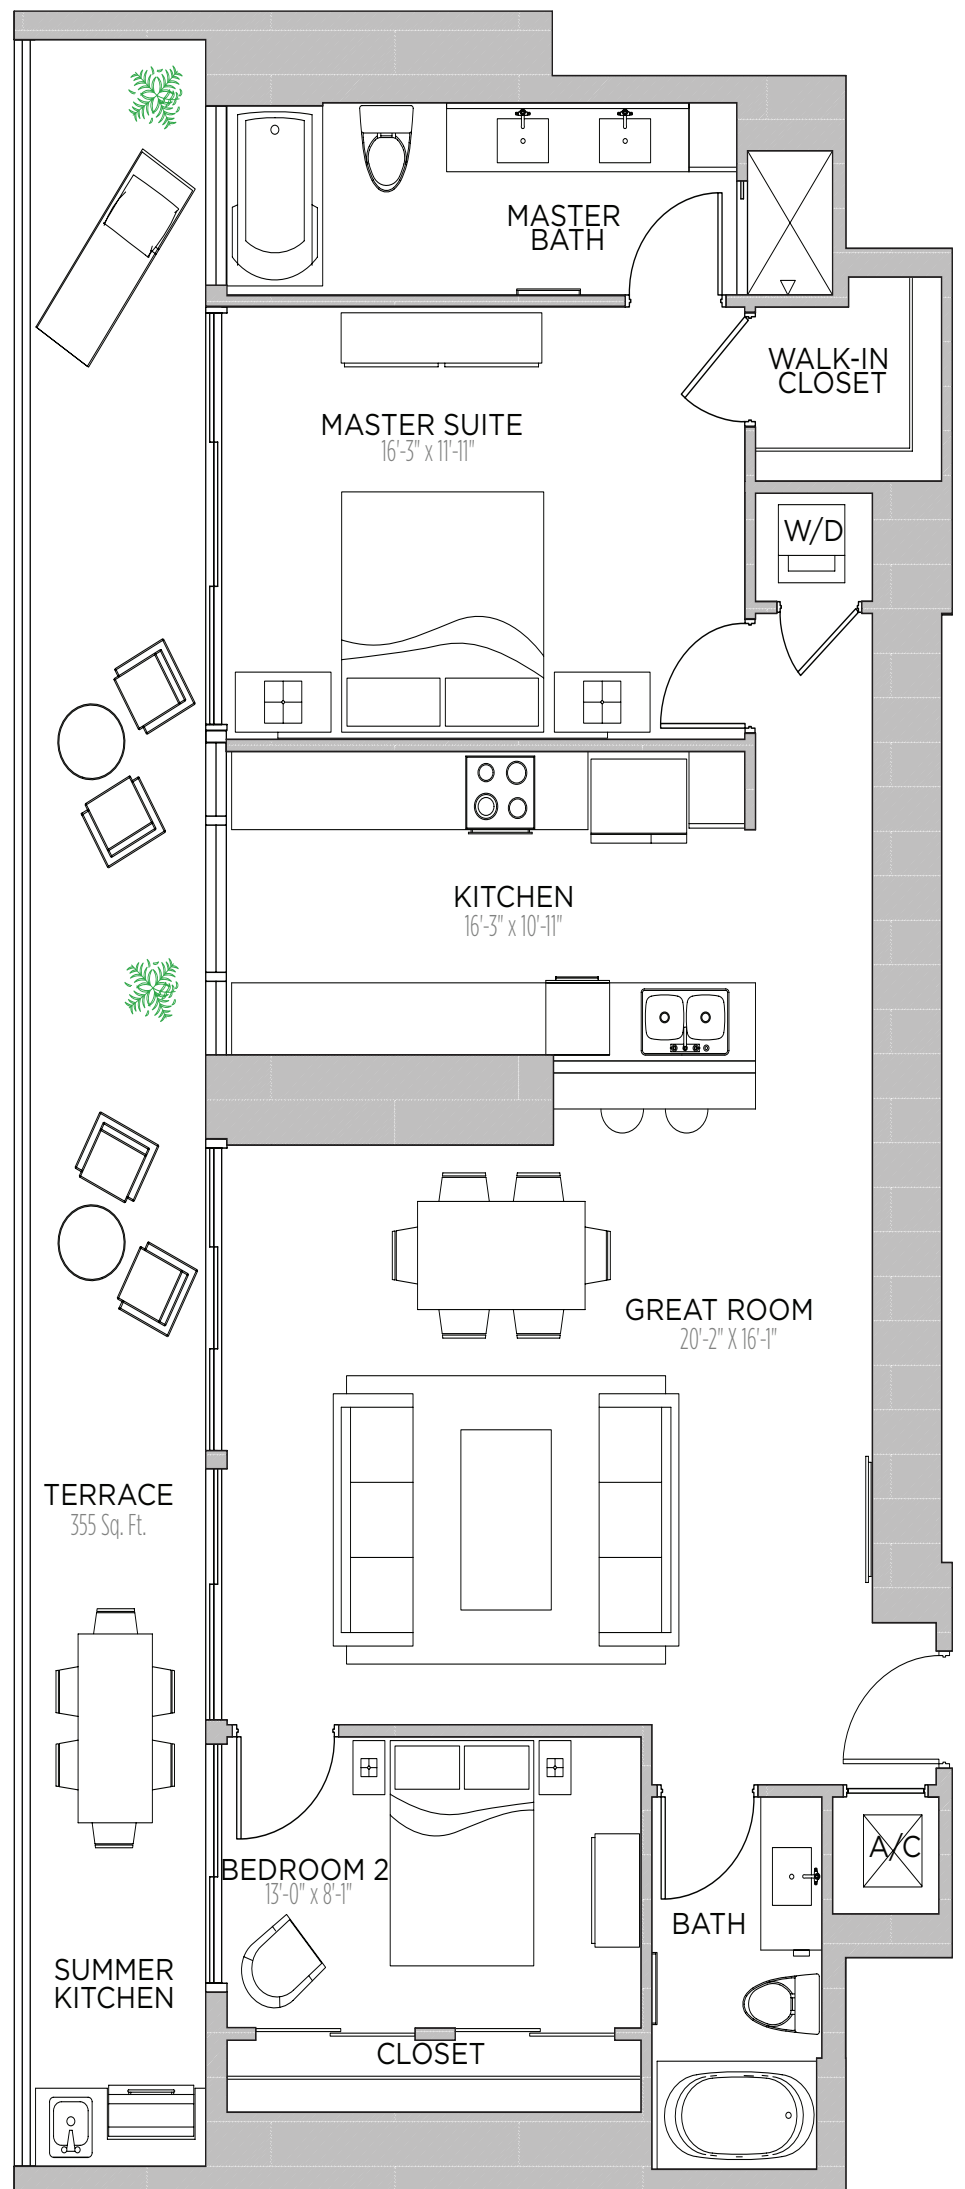 MASTER
BATH
WALK-IN
CLOSET
MASTER SUITE
16'-3" x 11'-11"
W/D
KITCHEN
16'-3" x 10'-11"
GREAT ROOM
20'-2" X 16'-1"
TERRACE
355 Sq. Ft.
A/C
BEDROOM 2
13'-0" x 8'-1"
BATH
SUMMER
KITCHEN
CLOSET